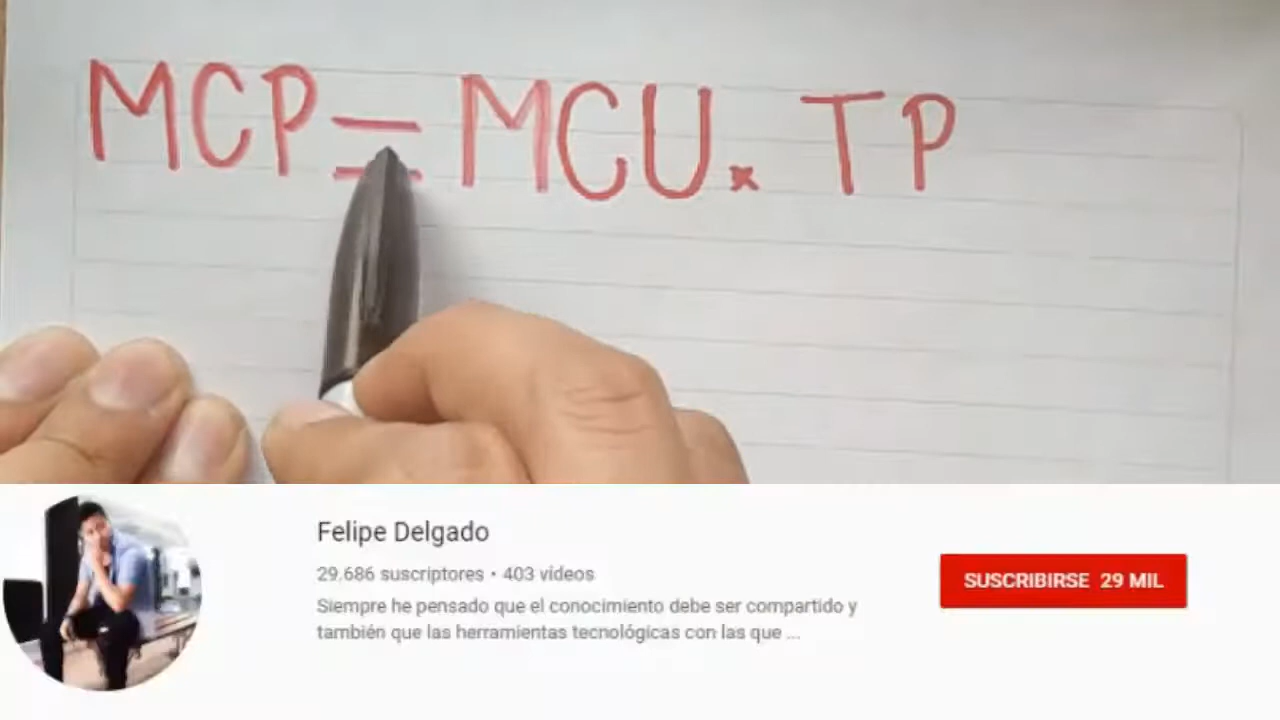 MCP = MCU . TP
Felipe Delgado
29.686 suscriptores • 403 vídeos
Siempre he pensado que el conocimiento debe ser compartido y
también que las herramientas tecnológicas con las que ...
SUSCRIBIRSE 29 MIL